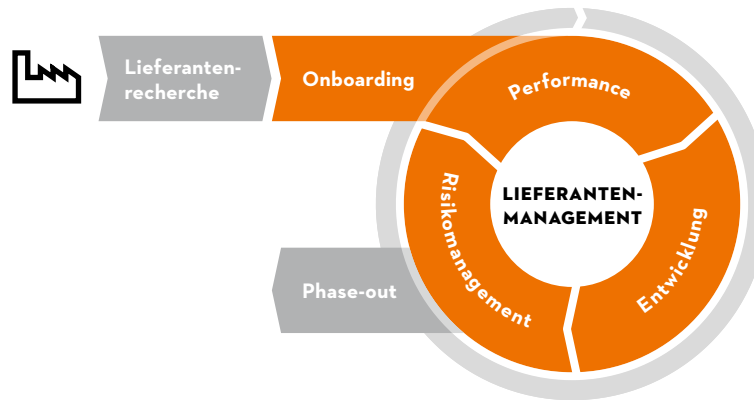 Lieferanten-
recherche
Onboarding
Performance
LIEFERANTEN-
MANAGEMENT
Risikomanagement
Entwicklung
Phase-out